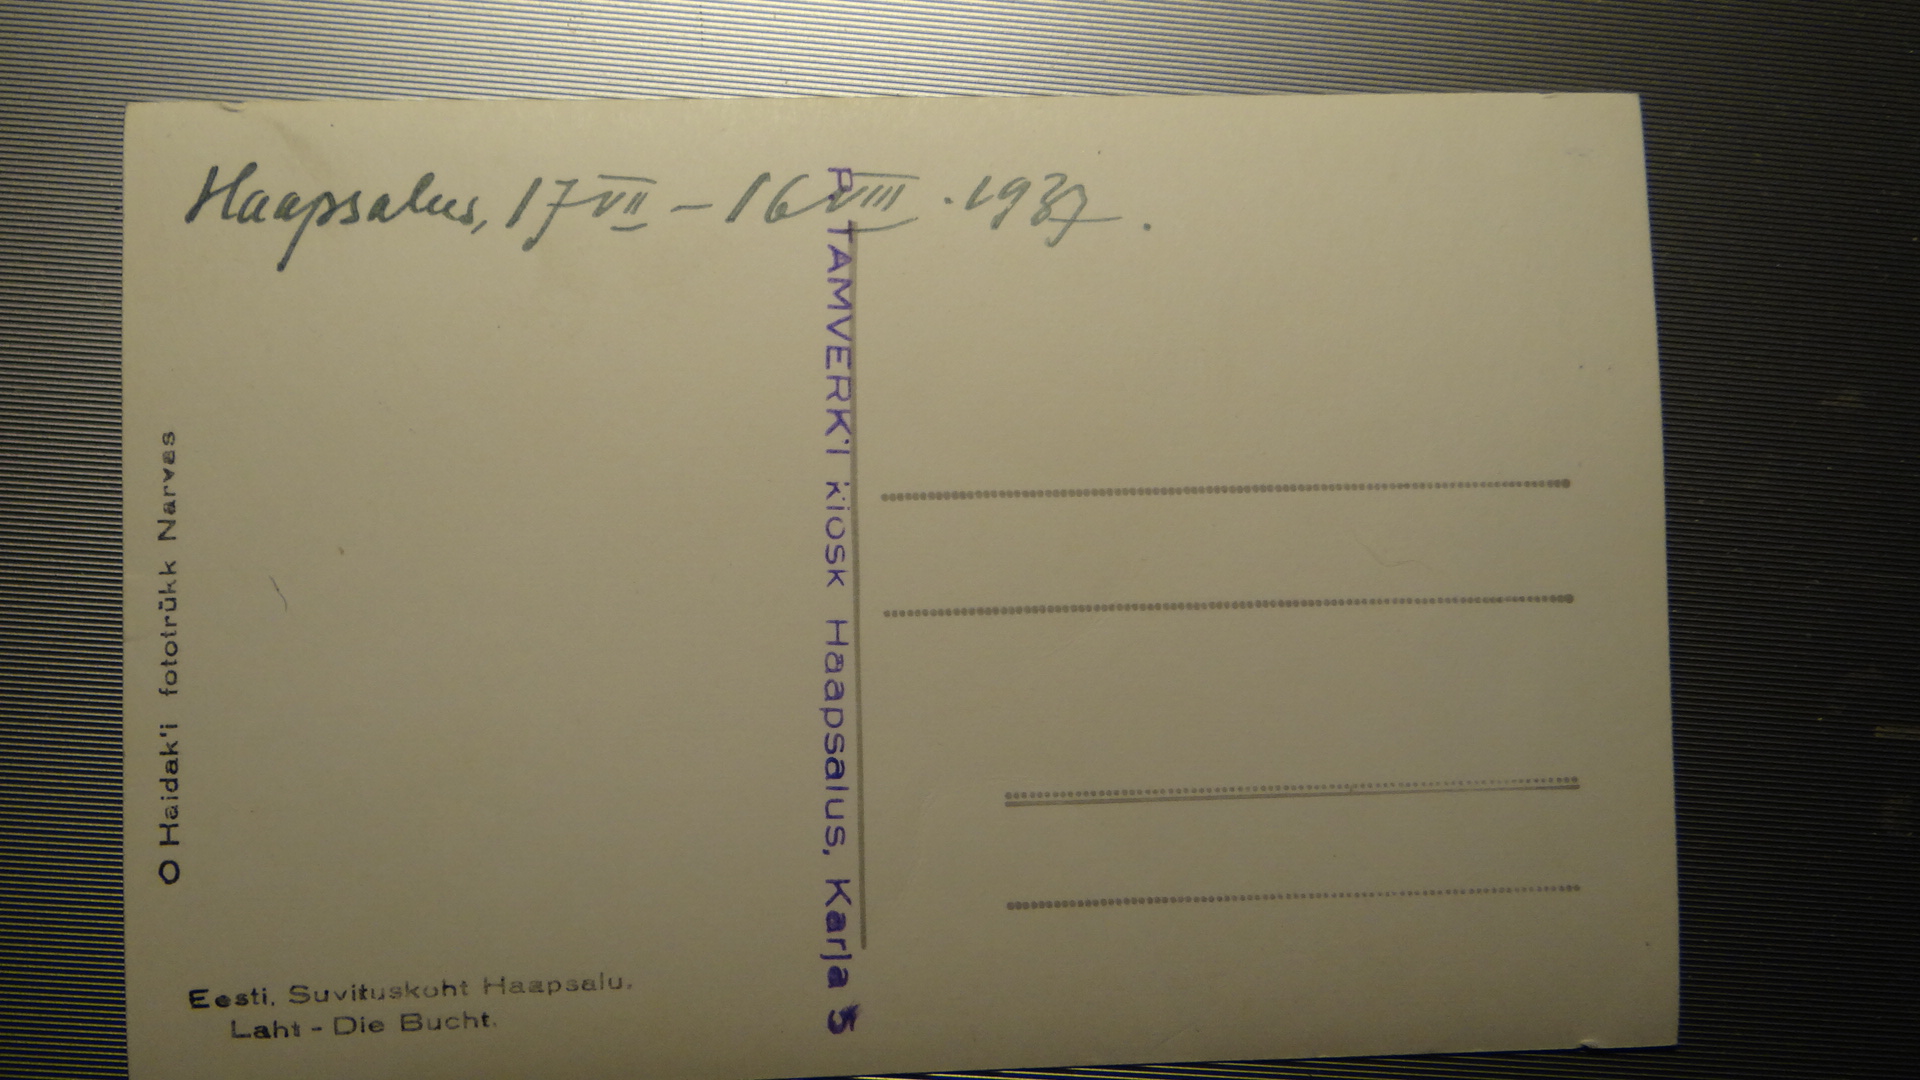 Haapsalus, 17 VII – 16 VIII . 1937.
P. TAMVERK'I kiosk Haapsalus, Karja 5
O Haidak'i fototrükk Narvas
Eesti. Suvituskoht Haapsalu.
Laht - Die Bucht.